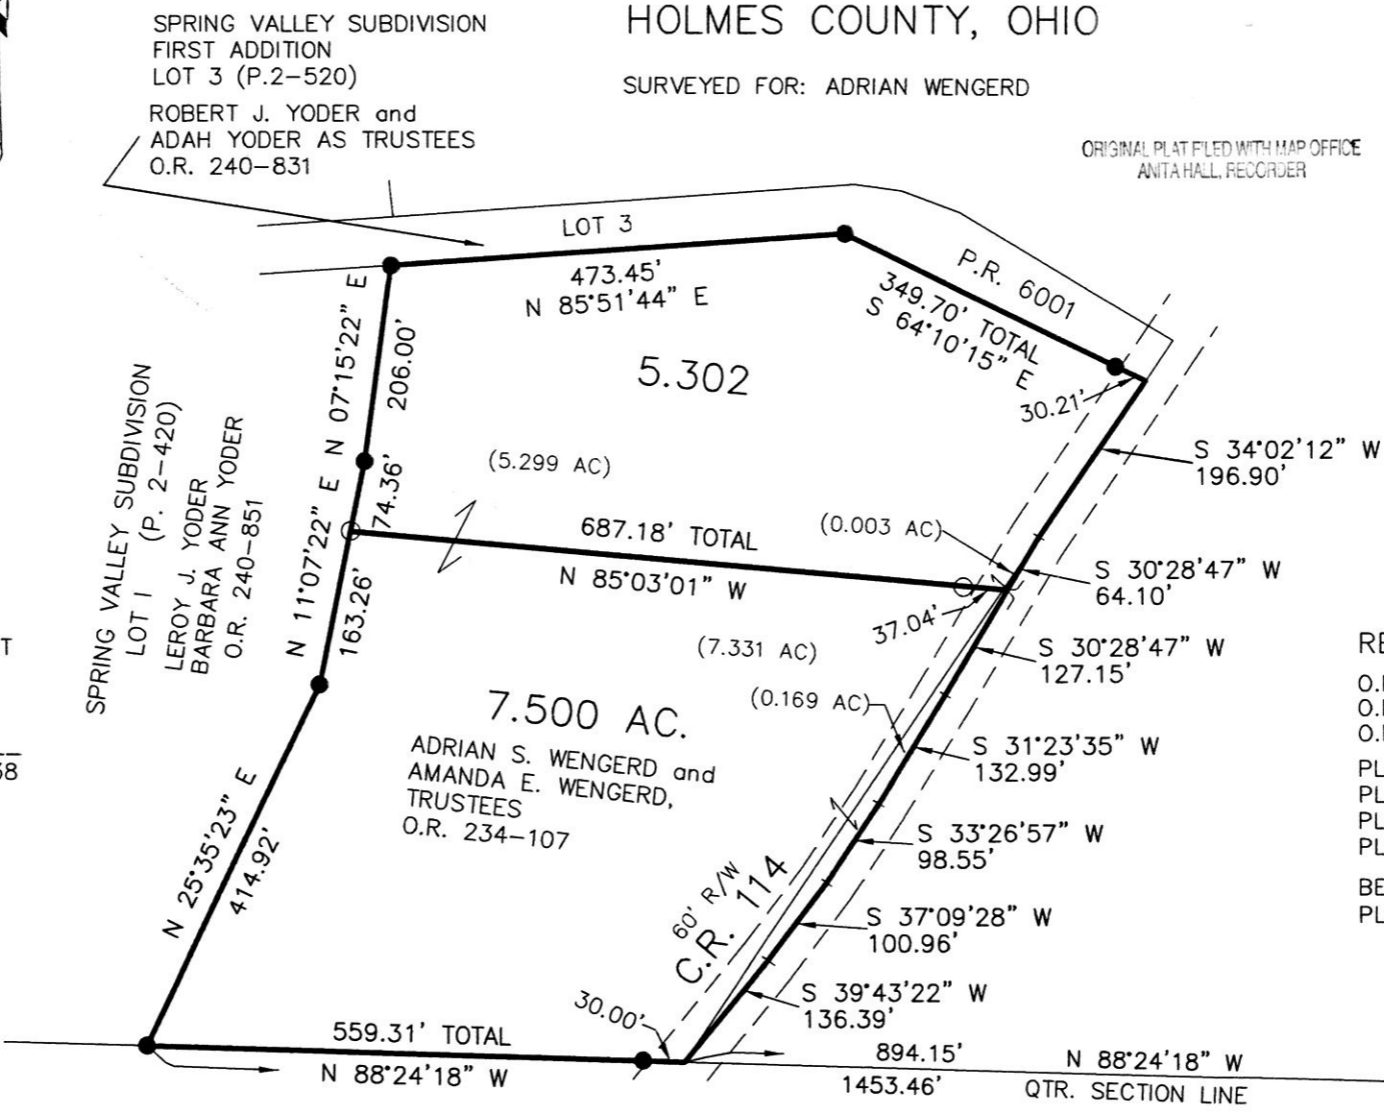 HOLMES COUNTY, OHIO
SURVEYED FOR: ADRIAN WENGERD
ORIGINAL PLAT FILED WITH MAP OFFICE
ANITA HALL, RECORDER
SPRING VALLEY SUBDIVISION
FIRST ADDITION
LOT 3 (P.2-520)
ROBERT J. YODER and
ADAH YODER AS TRUSTEES
O.R. 240-831
LOT 3
473.45'
N 85°51'44" E
P.R. 6001
349.70' TOTAL
S 64°10'15" E
30.21'
5.302
N 07°15'22" E
206.00'
S 34°02'12" W
196.90'
SPRING VALLEY SUBDIVISION
LOT 1 (P. 2-420)
LEROY J. YODER
BARBARA ANN YODER
O.R. 240-851
N 11°07'22" E
74.36'
163.26'
(5.299 AC)
687.18' TOTAL
N 85°03'01" W
(0.003 AC)
S 30°28'47" W
64.10'
37.04'
(7.331 AC)
S 30°28'47" W
127.15'
(0.169 AC)
7.500 AC.
ADRIAN S. WENGERD and
AMANDA E. WENGERD,
TRUSTEES
O.R. 234-107
S 31°23'35" W
132.99'
S 33°26'57" W
98.55'
60' R/W
C.R. 114
S 37°09'28" W
100.96'
S 39°43'22" W
136.39'
N 25°35'23" E
414.92'
30.00'
559.31' TOTAL
N 88°24'18" W
894.15'
N 88°24'18" W
1453.46'
QTR. SECTION LINE